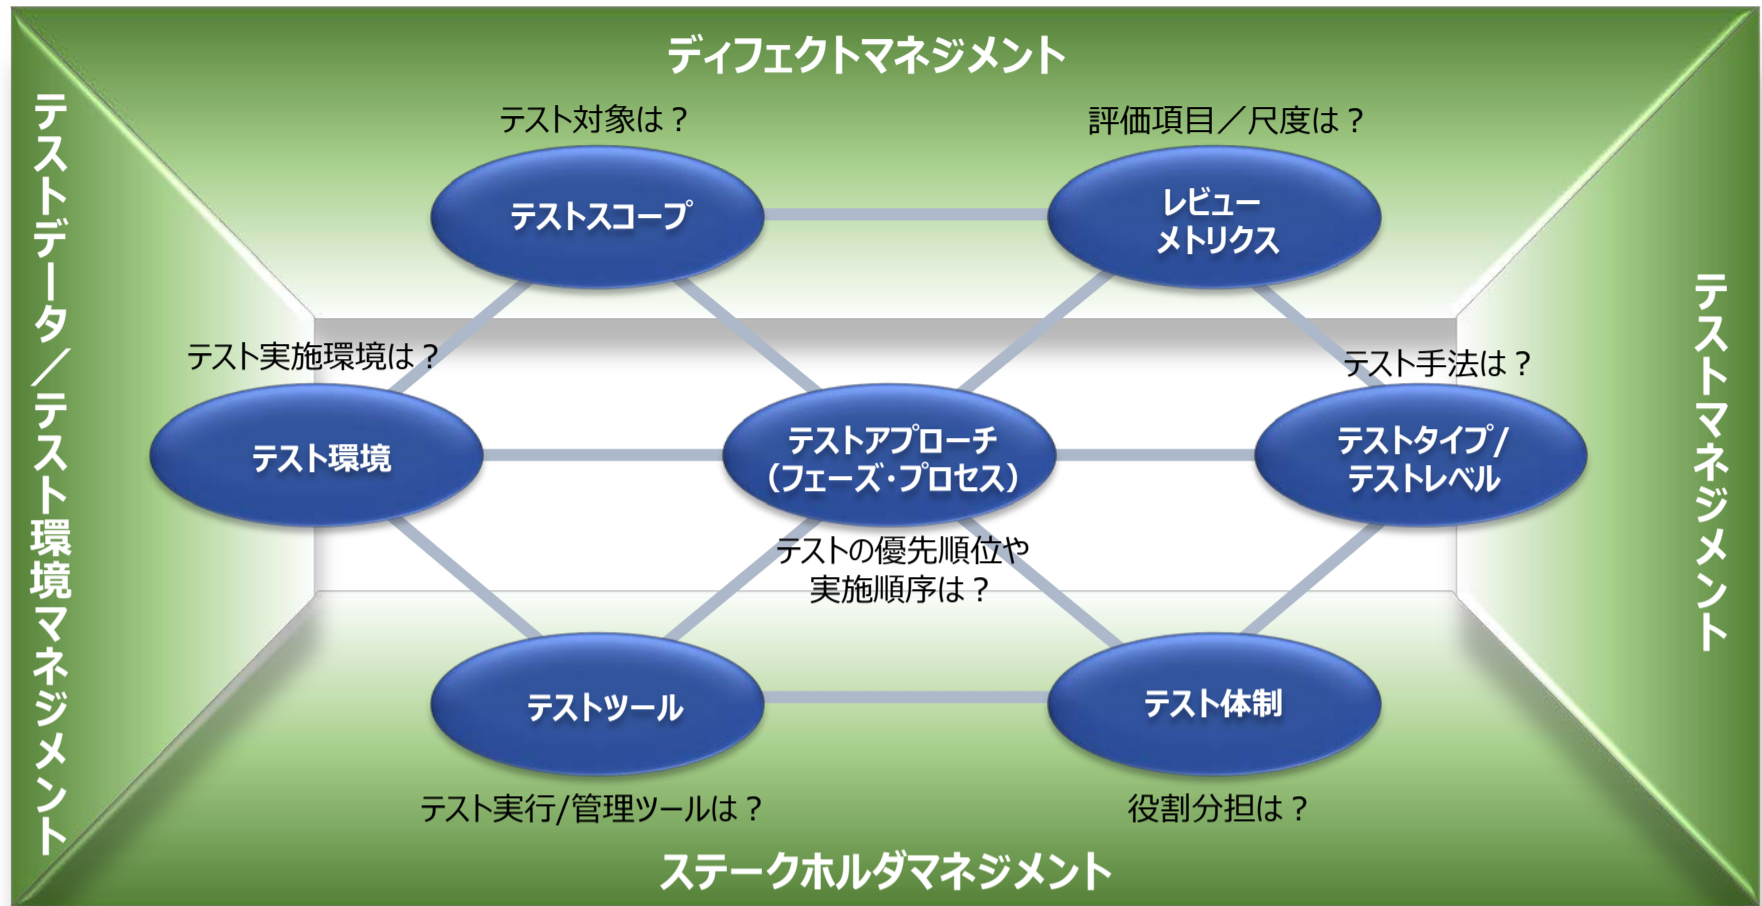 ディフェクトマネジメント
テストデータ／テスト環境マネジメント
テスト対象は？
評価項目／尺度は？
テストスコープ
レビュー
メトリクス
テストマネジメント
テスト実施環境は？
テスト手法は？
テスト環境
テストアプローチ
（フェーズ・プロセス）
テストタイプ/
テストレベル
テストの優先順位や
実施順序は？
テストツール
テスト体制
テスト実行/管理ツールは？
役割分担は？
ステークホルダマネジメント